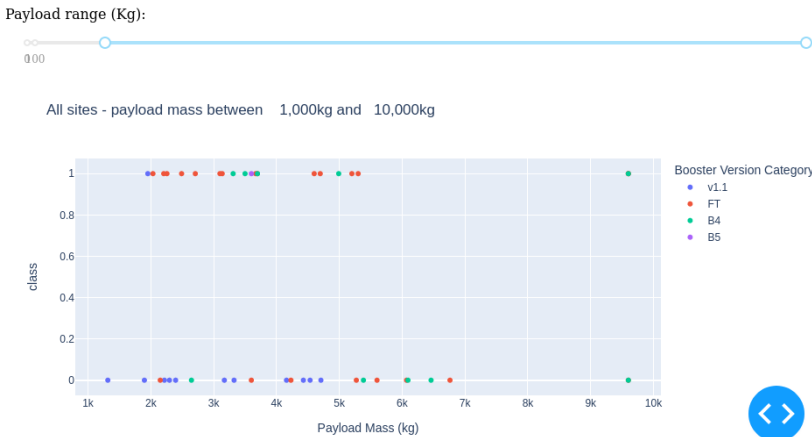 Payload range (Kg):
0
100
All sites - payload mass between 1,000kg and 10,000kg
Booster Version Category
v1.1
FT
B4
B5
class
1
0.8
0.6
0.4
0.2
0
1k 2k 3k 4k 5k 6k 7k 8k 9k 10k
Payload Mass (kg)